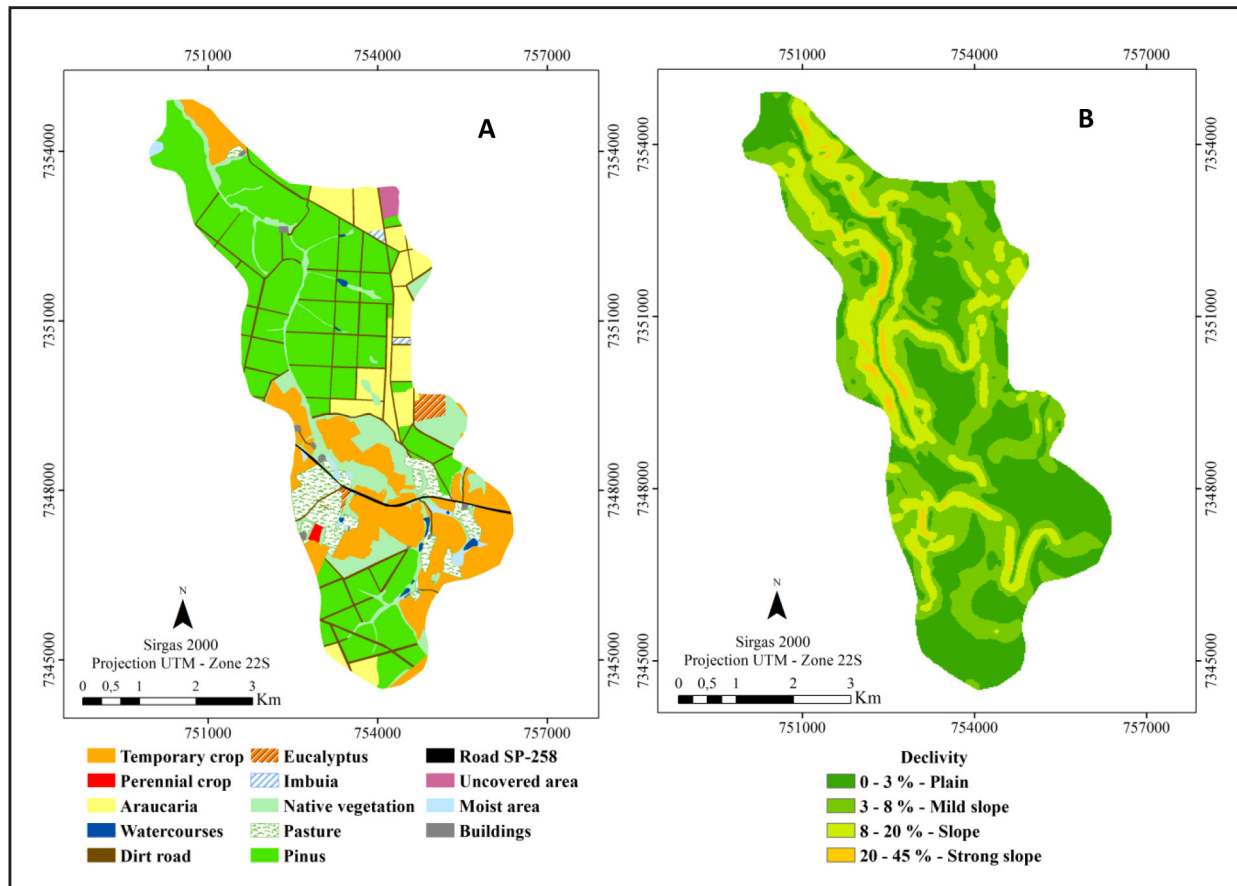 751000 754000 757000
A
7354000 7354000
7351000 7351000
7348000 7348000
7345000 7345000
N
Sirgas 2000
Projection UTM - Zone 22S
0 0,5 1 2 3
Km
751000 754000 757000
Temporary crop Eucalyptus Road SP-258
Perennial crop Imbuia Uncovered area
Araucaria Native vegetation Moist area
Watercourses Pasture Buildings
Dirt road Pinus
751000 754000 757000
B
7354000 7354000
7351000 7351000
7348000 7348000
7345000 7345000
N
Sirgas 2000
Projection UTM - Zone 22S
0 0,5 1 2 3
Km
751000 754000 757000
Declivity
0 - 3 % - Plain
3 - 8 % - Mild slope
8 - 20 % - Slope
20 - 45 % - Strong slope